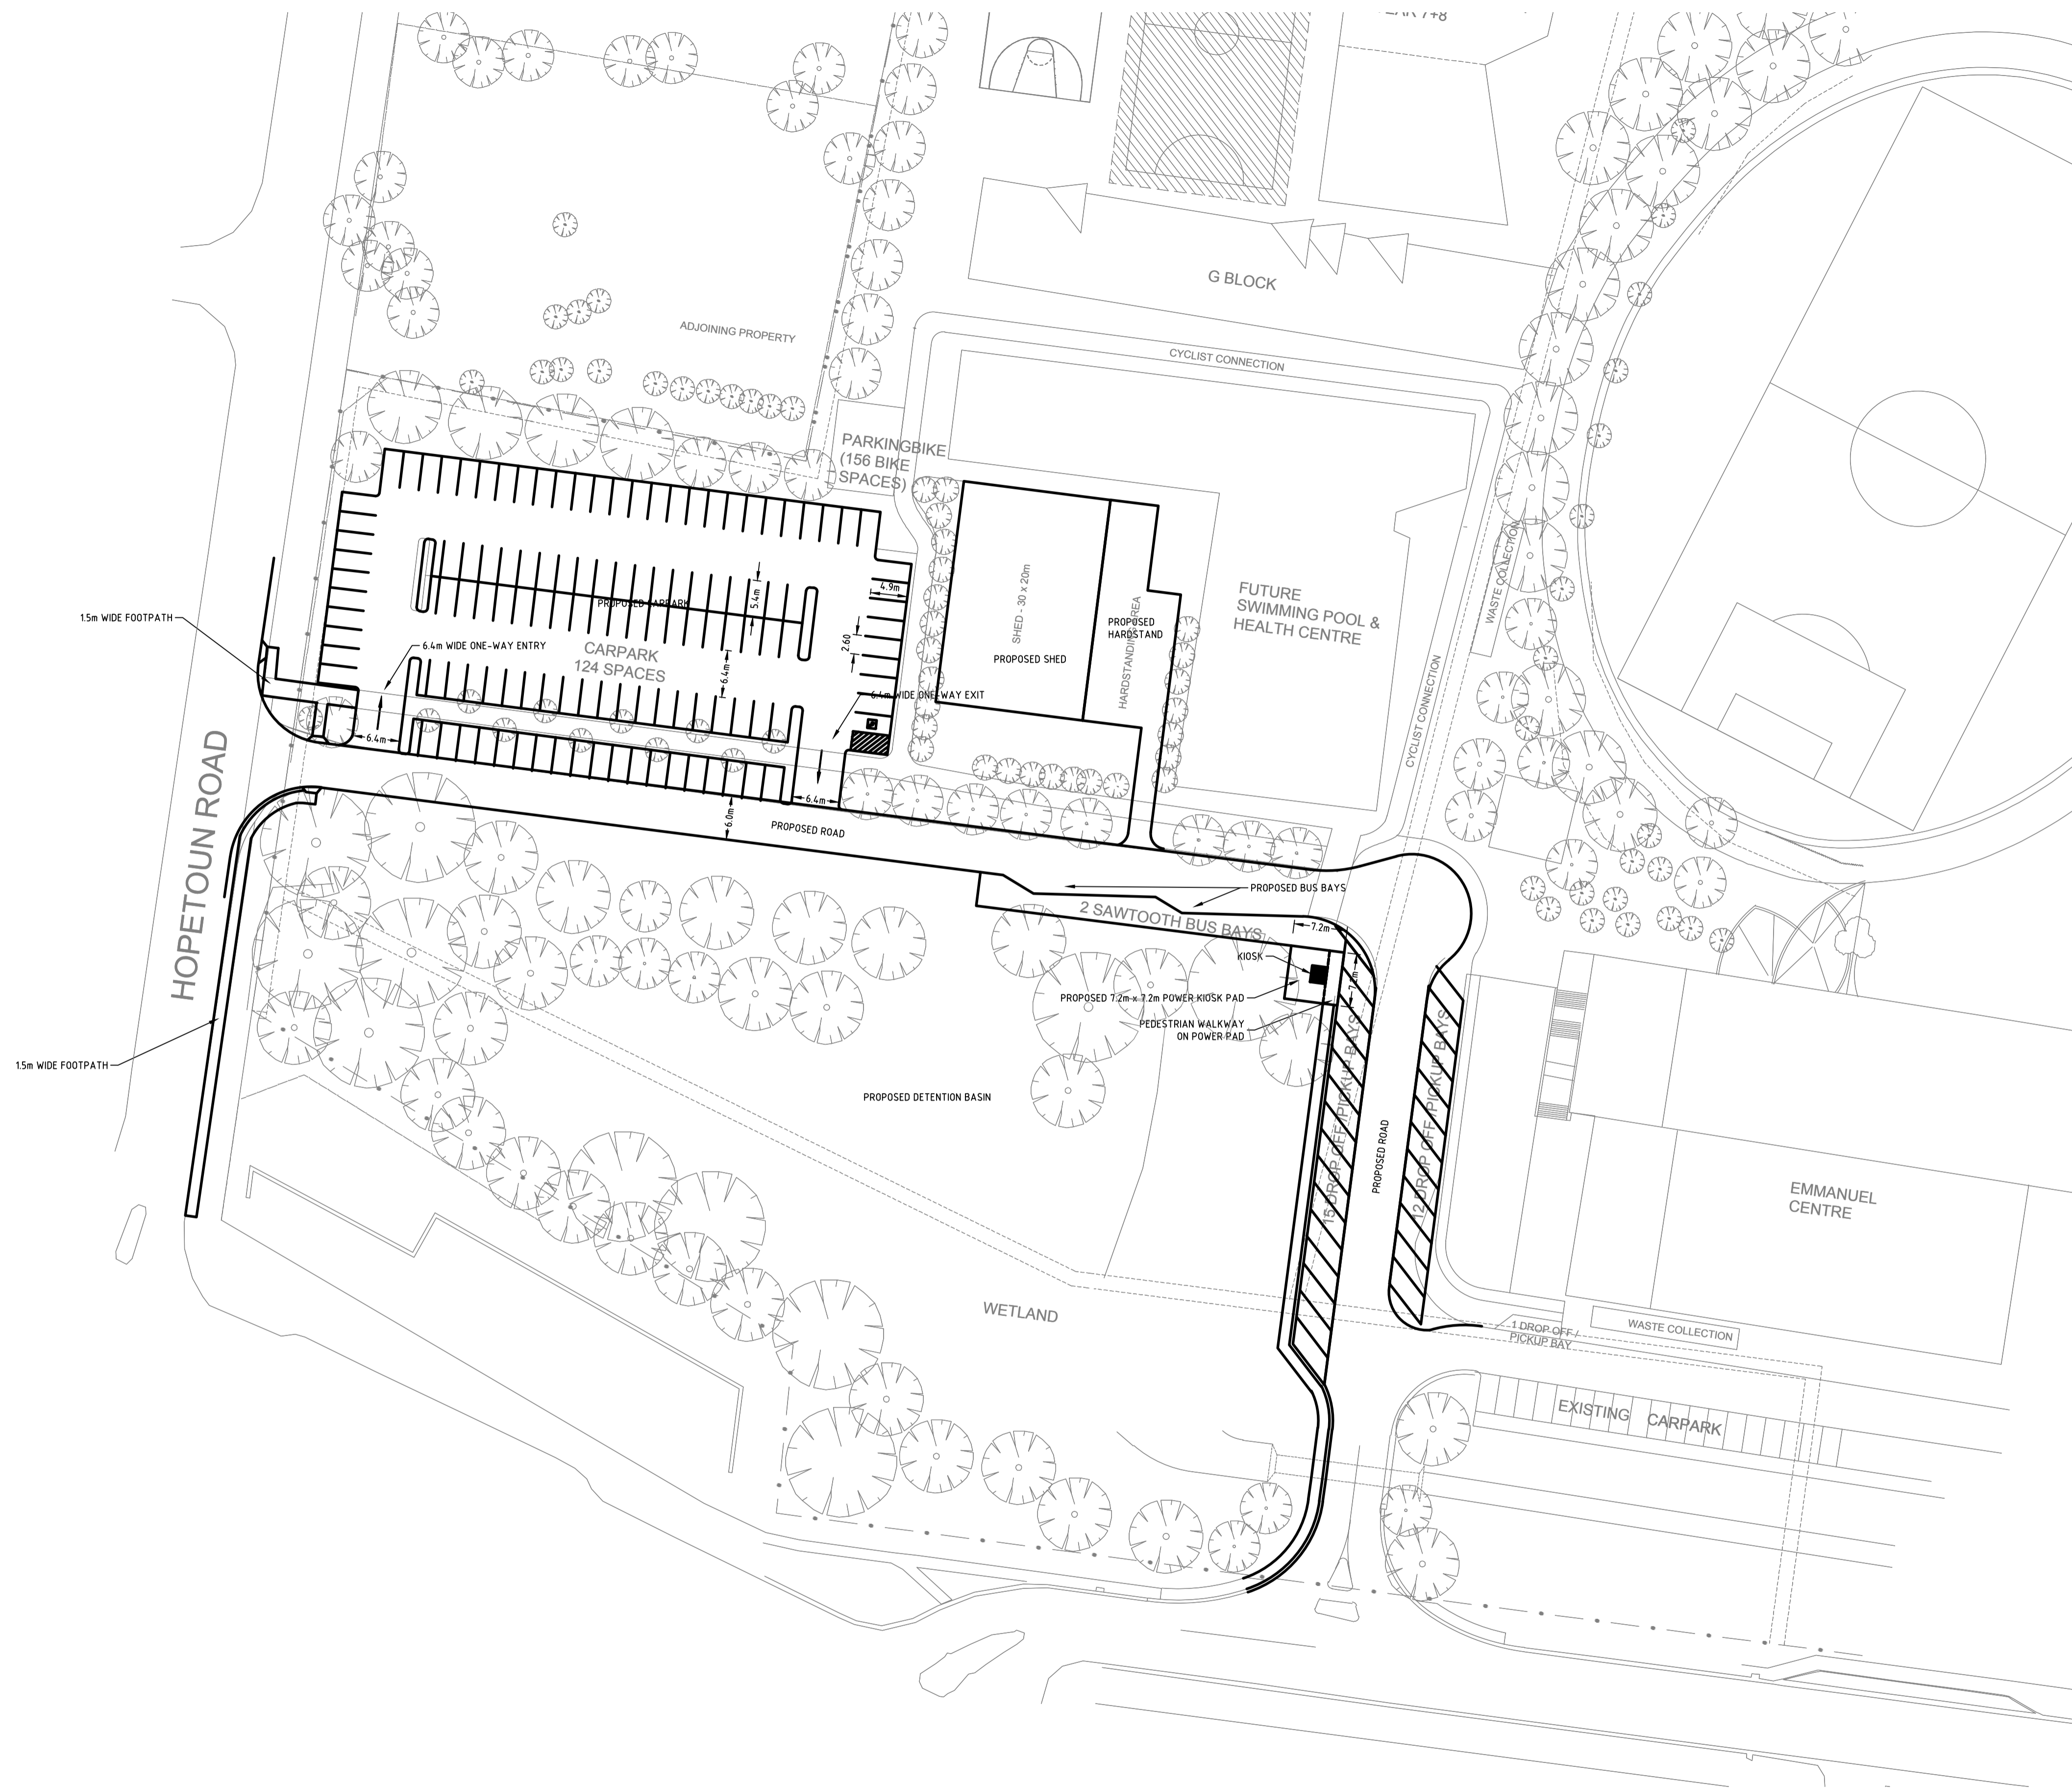 G BLOCK
ADJOINING PROPERTY
CYCLIST CONNECTION
PARKINGBIKE
(156 BIKE
SPACES)
WASTE COLLECTION
SHED - 30 x 20m
HARDSTANDING AREA
FUTURE
SWIMMING POOL &
HEALTH CENTRE
4.9m
5.4m
PROPOSED CARPARK
1.5m WIDE FOOTPATH
PROPOSED
HARDSTAND
2.60
6.4m WIDE ONE-WAY ENTRY
CARPARK
124 SPACES
PROPOSED SHED
6.4m
6.4m WIDE ONE-WAY EXIT
CYCLIST CONNECTION
6.4m
6.4m
6.0m
PROPOSED ROAD
HOPETOUN ROAD
PROPOSED BUS BAYS
2 SAWTOOTH BUS BAYS
7.2m
KIOSK
7.2m
PROPOSED 7.2m x 7.2m POWER KIOSK PAD
PEDESTRIAN WALKWAY
ON POWER PAD
1.5m WIDE FOOTPATH
PROPOSED DETENTION BASIN
15 DROP OFF/PICKUP BAYS
PROPOSED ROAD
12 DROP OFF/PICKUP BAYS
EMMANUEL
CENTRE
WETLAND
1 DROP OFF /
PICKUP BAY
WASTE COLLECTION
EXISTING CARPARK